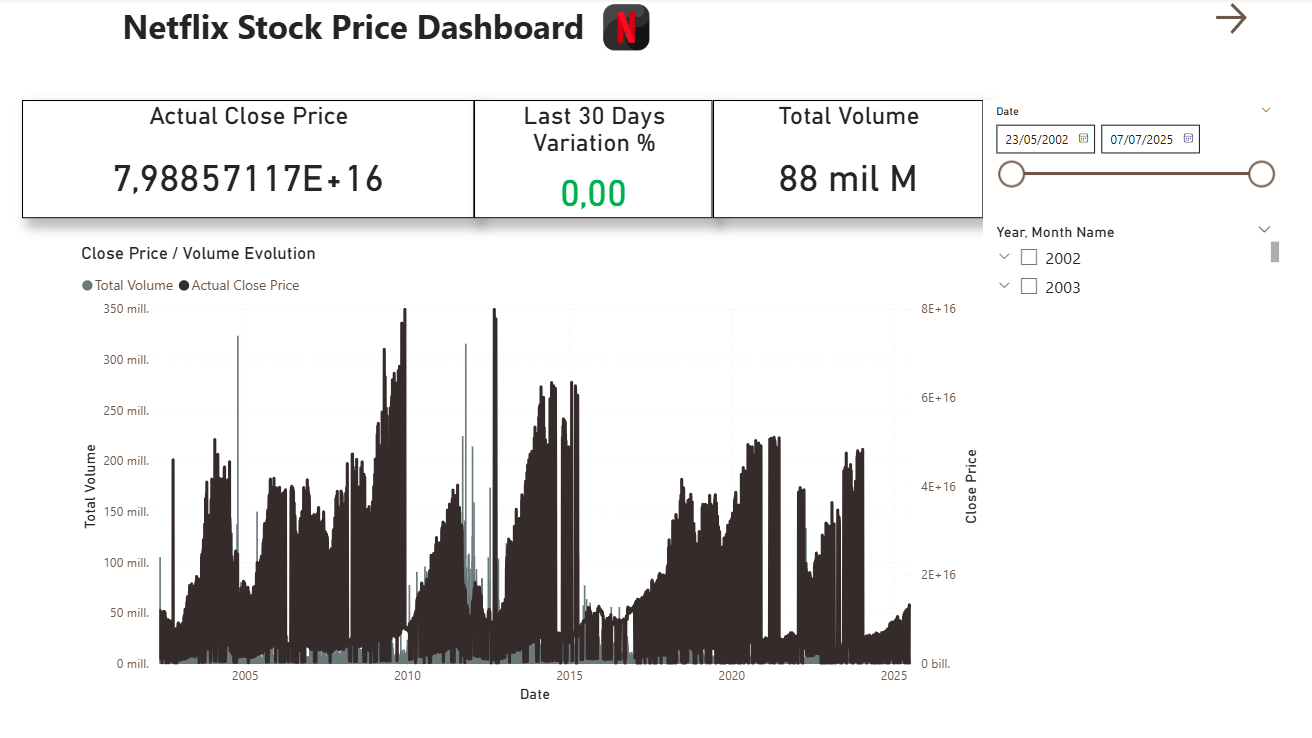 Netflix Stock Price Dashboard
N
Actual Close Price
7,98857117E+16
Last 30 Days
Variation %
0,00
Total Volume
88 mil M
Date
23/05/2002
07/07/2025
Year, Month Name
2002
2003
Close Price / Volume Evolution
Total Volume Actual Close Price
350 mill.
300 mill.
250 mill.
200 mill.
150 mill.
100 mill.
50 mill.
0 mill.
Total Volume
8E+16
6E+16
4E+16
2E+16
0 bill.
Close Price
2005 2010 2015 2020 2025
Date